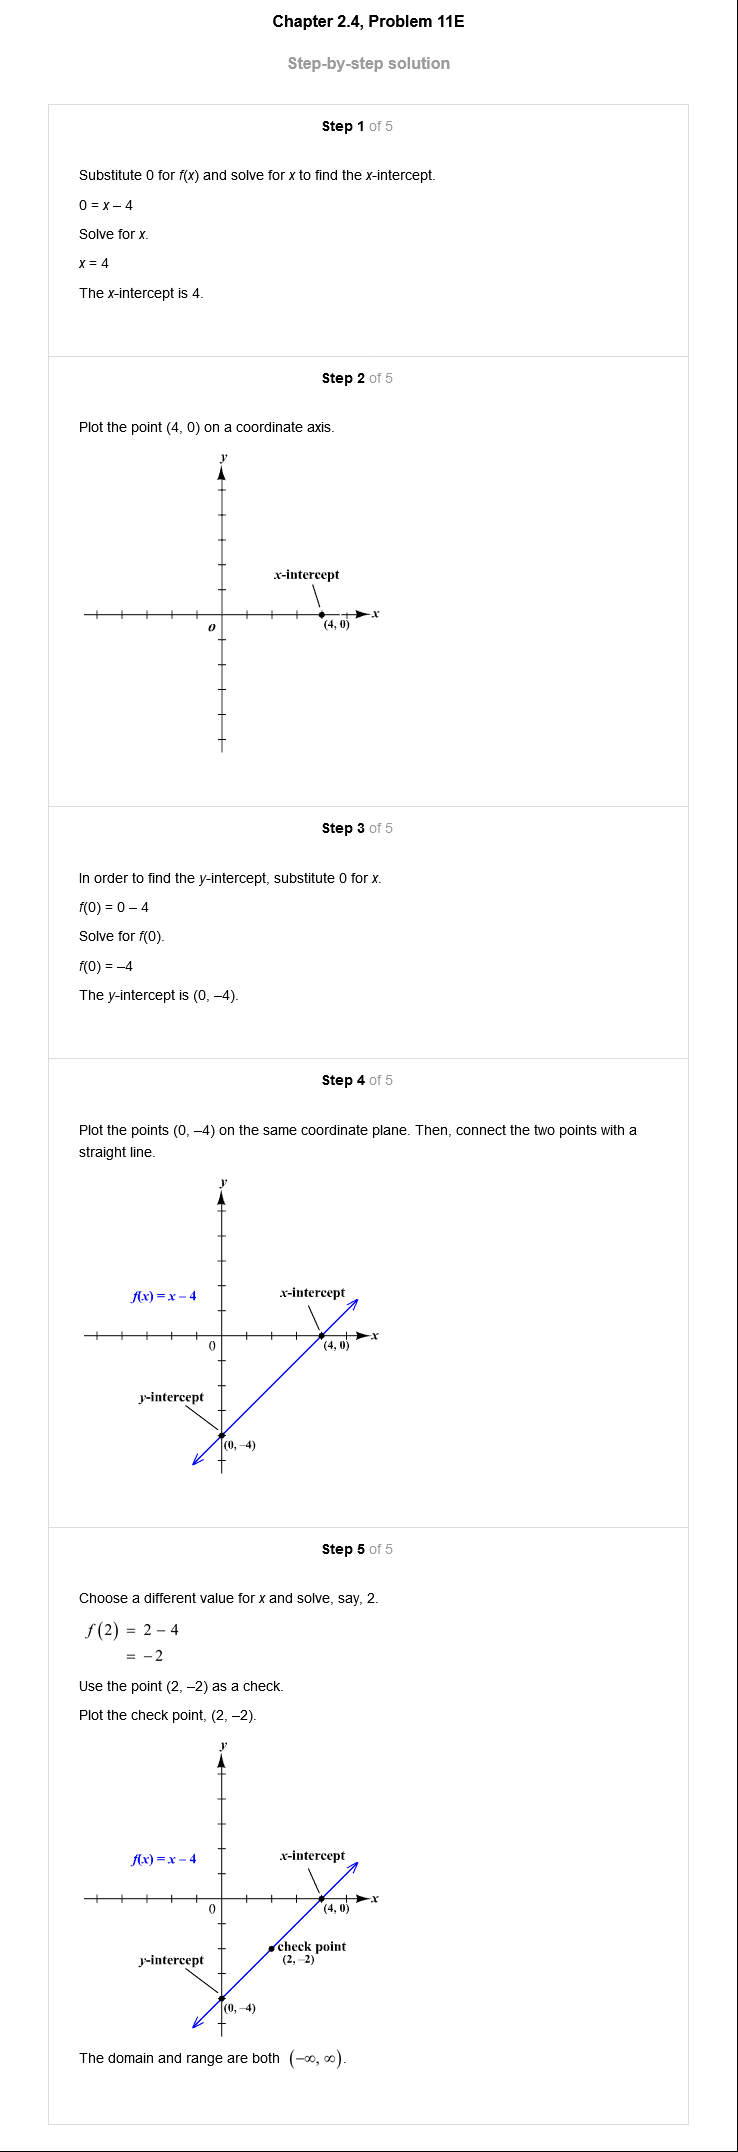 Chapter 2.4, Problem 11E
Step-by-step solution
Step 1 of 5
Substitute 0 for f(x) and solve for x to find the x-intercept.
0 = x – 4
Solve for x.
x = 4
The x-intercept is 4.
Step 2 of 5
Plot the point (4, 0) on a coordinate axis.
y
x-intercept
x
o
(4, 0)
Step 3 of 5
In order to find the y-intercept, substitute 0 for x.
f(0) = 0 – 4
Solve for f(0).
f(0) = –4
The y-intercept is (0, –4).
Step 4 of 5
Plot the points (0, –4) on the same coordinate plane. Then, connect the two points with a
straight line.
y
f(x) = x – 4
x-intercept
x
0
(4, 0)
y-intercept
(0, –4)
Step 5 of 5
Choose a different value for x and solve, say, 2.
f(2) = 2 – 4
= –2
Use the point (2, –2) as a check.
Plot the check point, (2, –2).
y
f(x) = x – 4
x-intercept
x
0
(4, 0)
check point
(2, –2)
y-intercept
(0, –4)
The domain and range are both (–∞, ∞).